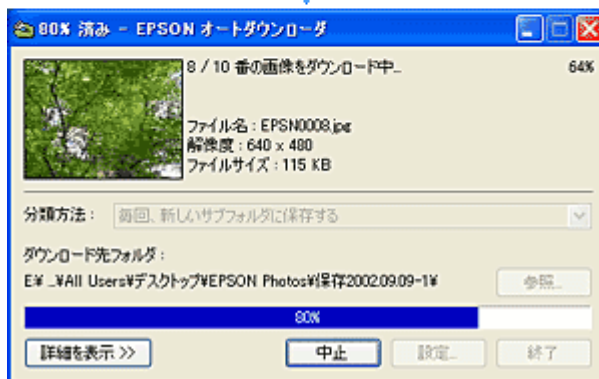 80% 済み - EPSON オートダウンローダ
8 / 10 番の画像をダウンロード中... 64%
ファイル名 : EPSN0008.jpg
解像度 : 640 x 480
ファイルサイズ : 115 KB
分類方法 : 毎回、新しいサブフォルダに保存する
ダウンロード先フォルダ :
E¥ ...¥All Users¥デスクトップ¥EPSON Photos¥保存2002.09.09-1¥ 参照...
80%
詳細を表示 >> 中止 設定... 終了